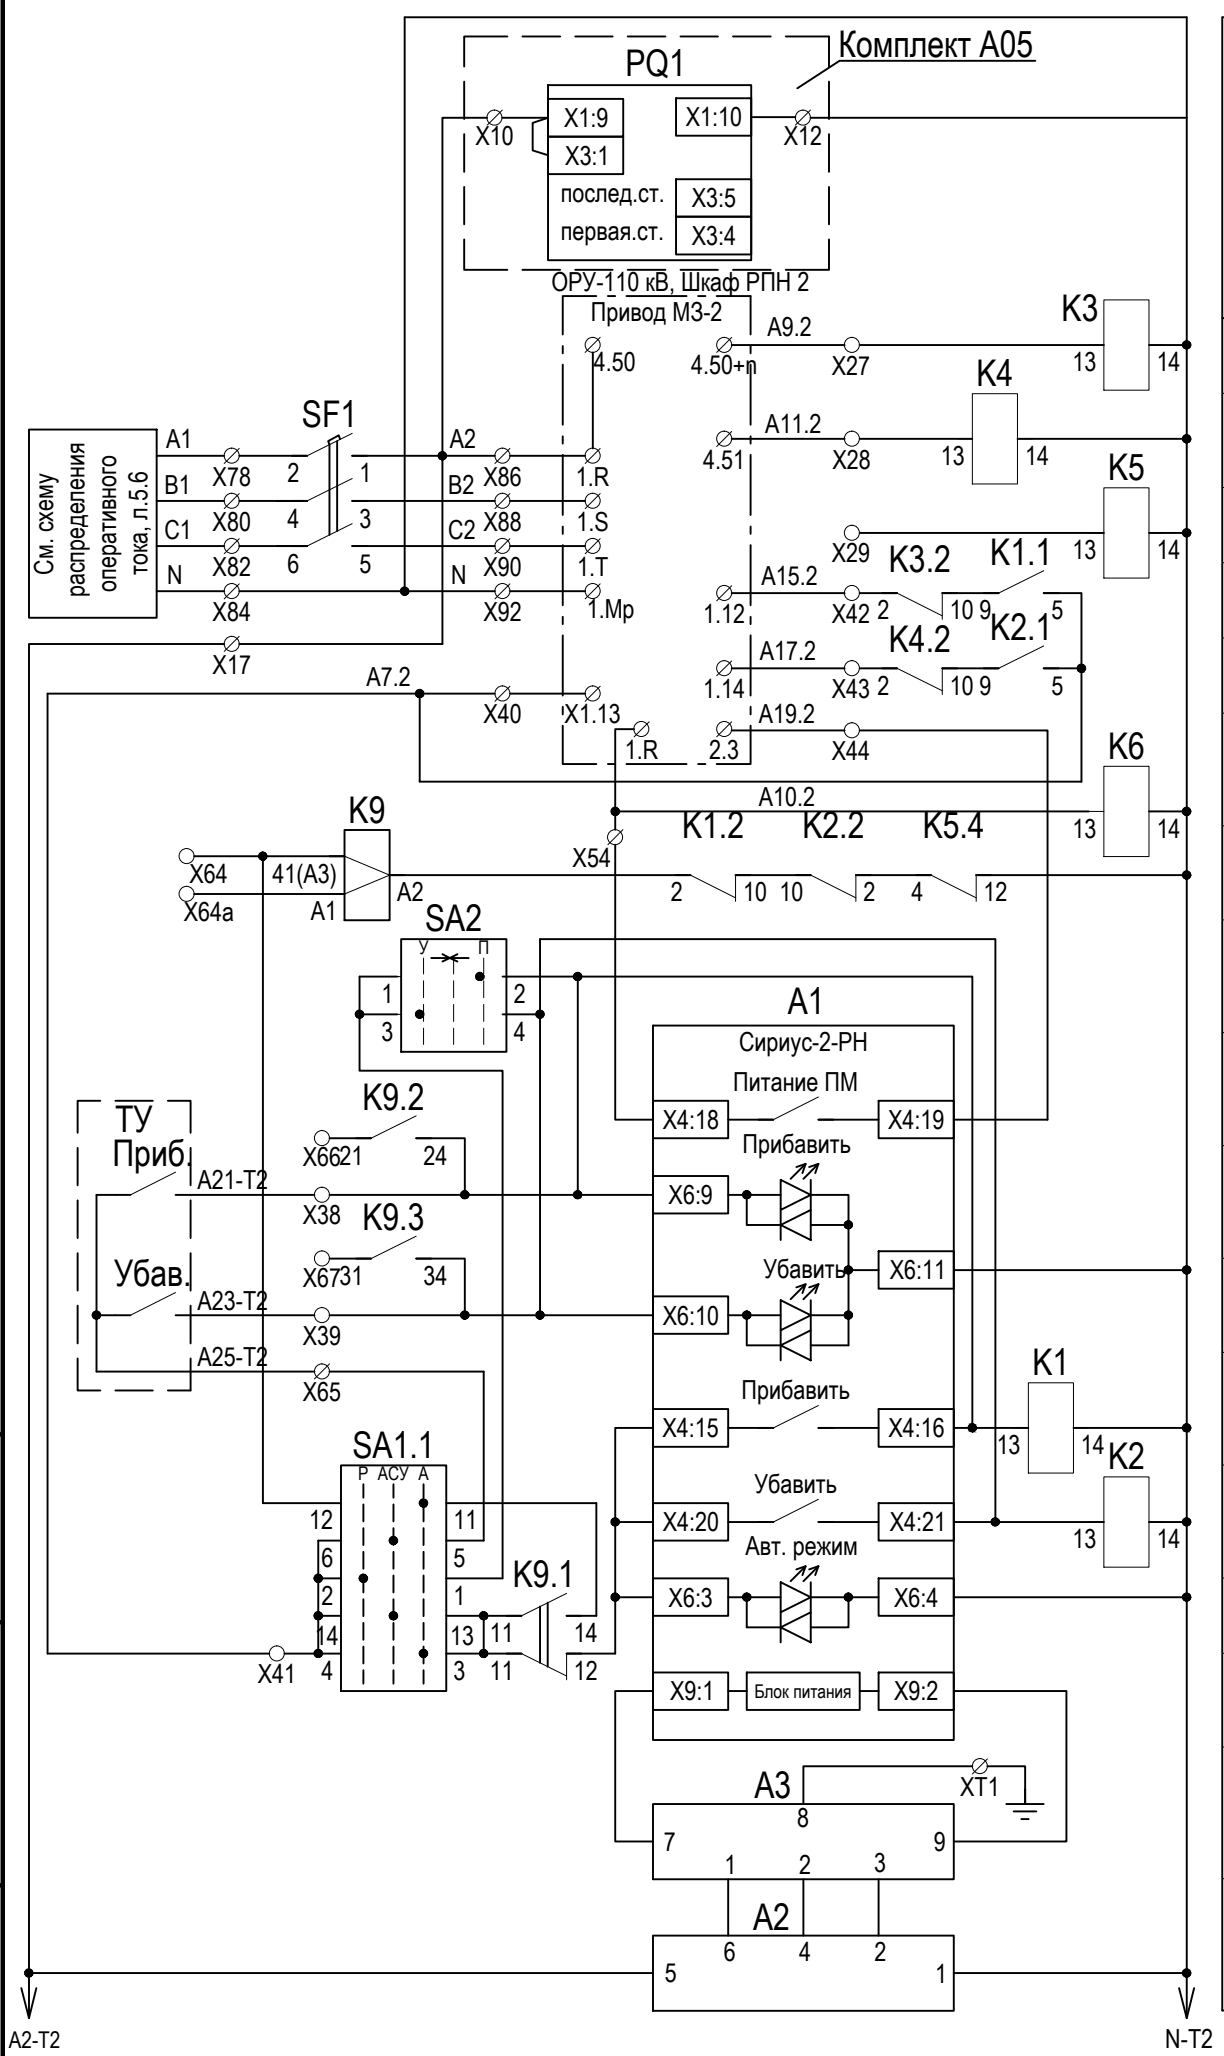 Комплект А05
PQ1
X1:9
X1:10
X10
X12
X3:1
послед.ст.
X3:5
первая.ст.
X3:4
ОРУ-110 кВ, Шкаф РПН 2
Привод МЗ-2
4.50
4.50+n
A9.2
X27
K3
13
14
K4
A11.2
4.51
X28
13
14
SF1
См. схему
распределения
оперативного
тока, л.5.6
A1
X78
2
1
A2
X86
1.R
B1
X80
4
3
B2
X88
1.S
C1
X82
6
5
C2
X90
1.T
N
X84
N
X92
1.Mp
K5
X29
13
14
K3.2
K1.1
A15.2
1.12
X42
2
10
9
5
K4.2
K2.1
A17.2
1.14
X43
2
10
9
5
X17
A7.2
X40
X1.13
A19.2
1.R
2.3
X44
K6
A10.2
13
14
K9
K1.2
K2.2
K5.4
X54
X64
41(A3)
X64a
A1
A2
2
10
10
2
4
12
SA2
У
П
1
2
3
4
A1
Сириус-2-РН
Питание ПМ
X4:18
X4:19
K9.2
X66
21
24
ТУ
Приб.
A21-T2
X38
Прибавить
X6:9
K9.3
X67
31
34
Убав.
A23-T2
X39
Убавить
X6:11
X6:10
A25-T2
X65
K1
Прибавить
X4:15
X4:16
13
14
SA1.1
Р
АСУ
А
K2
Убавить
X4:20
X4:21
13
14
12
11
6
5
2
1
14
13
4
3
K9.1
11
14
11
12
X41
Авт. режим
X6:3
X6:4
X9:1
Блок питания
X9:2
A3
8
XT1
7
9
1
2
3
A2
6
4
2
5
1
A2-T2
N-T2